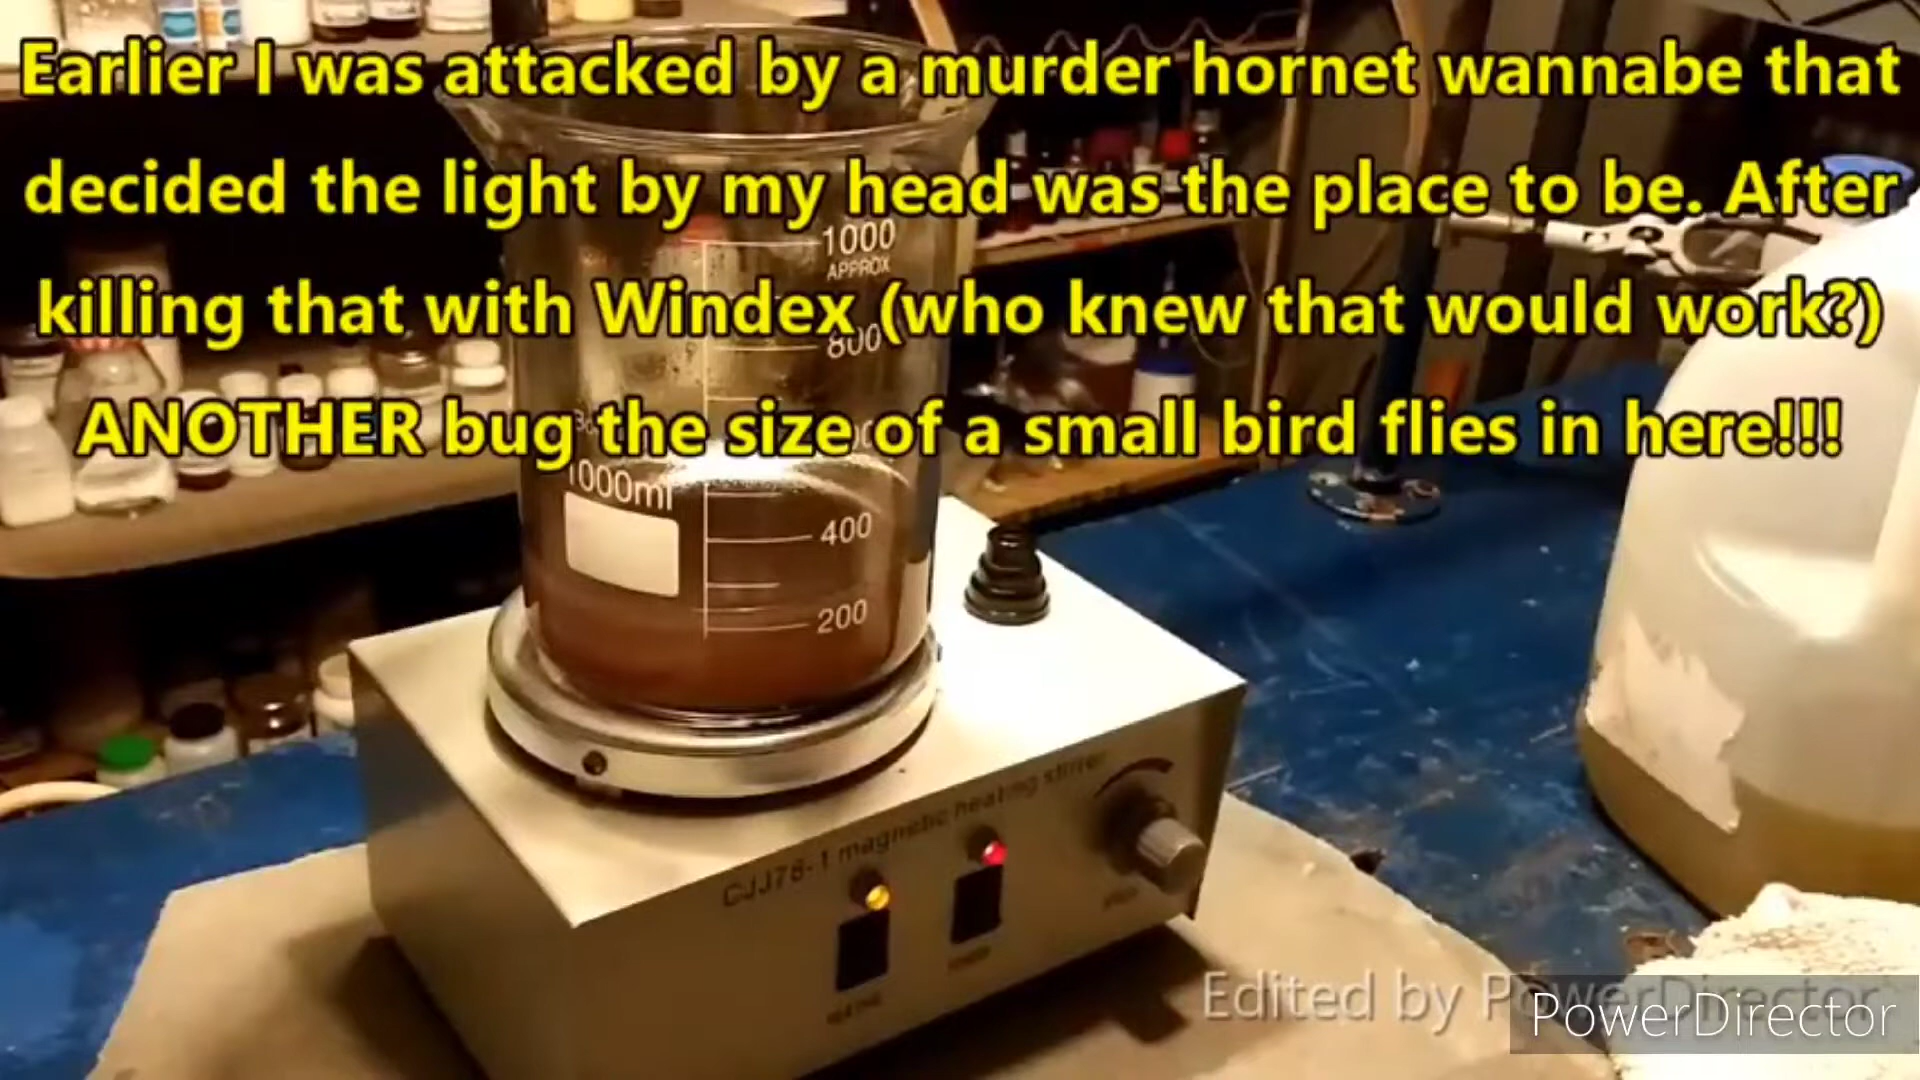 Earlier I was attacked by a murder hornet wannabe that
decided the light by my head was the place to be. After
killing that with Windex (who knew that would work?)
ANOTHER bug the size of a small bird flies in here!!!
1000
APPROX
800
1000ml
400
200
CJJ78-1 magnetic heating stirrer
Edited by PowerDirector
PowerDirector